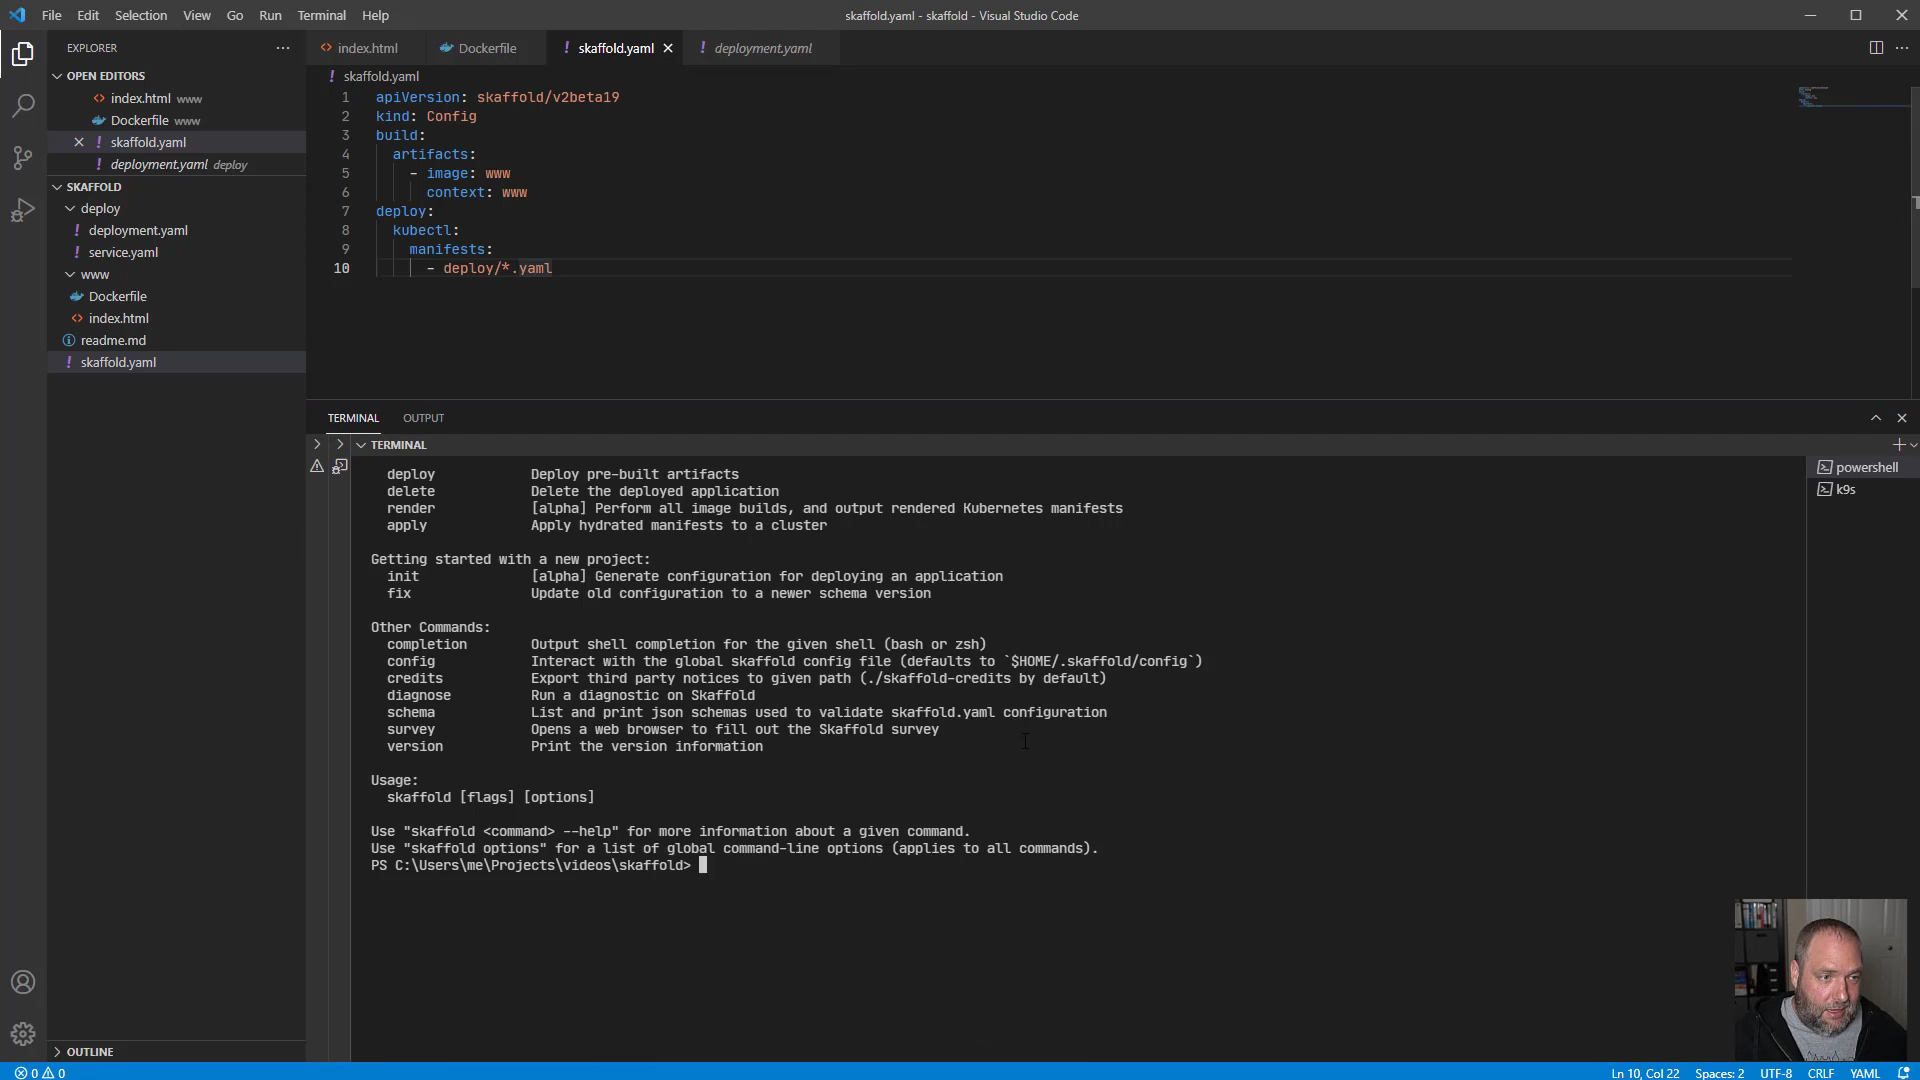 File Edit Selection View Go Run Terminal Help
skaffold.yaml - skaffold - Visual Studio Code
EXPLORER
OPEN EDITORS
index.html www
Dockerfile www
skaffold.yaml
deployment.yaml deploy
SKAFFOLD
deploy
deployment.yaml
service.yaml
www
Dockerfile
index.html
readme.md
skaffold.yaml
OUTLINE
index.html Dockerfile skaffold.yaml deployment.yaml
skaffold.yaml
1 apiVersion: skaffold/v2beta19
2 kind: Config
3 build:
4 artifacts:
5 - image: www
6 context: www
7 deploy:
8 kubectl:
9 manifests:
10 - deploy/*.yaml
TERMINAL OUTPUT
TERMINAL
deploy Deploy pre-built artifacts
delete Delete the deployed application
render [alpha] Perform all image builds, and output rendered Kubernetes manifests
apply Apply hydrated manifests to a cluster
Getting started with a new project:
init [alpha] Generate configuration for deploying an application
fix Update old configuration to a newer schema version
Other Commands:
completion Output shell completion for the given shell (bash or zsh)
config Interact with the global skaffold config file (defaults to `$HOME/.skaffold/config`)
credits Export third party notices to given path (./skaffold-credits by default)
diagnose Run a diagnostic on Skaffold
schema List and print json schemas used to validate skaffold.yaml configuration
survey Opens a web browser to fill out the Skaffold survey
version Print the version information
Usage:
skaffold [flags] [options]
Use "skaffold <command> --help" for more information about a given command.
Use "skaffold options" for a list of global command-line options (applies to all commands).
PS C:\Users\me\Projects\videos\skaffold>
powershell
k9s
0 0
Ln 10, Col 22 Spaces: 2 UTF-8 CRLF YAML